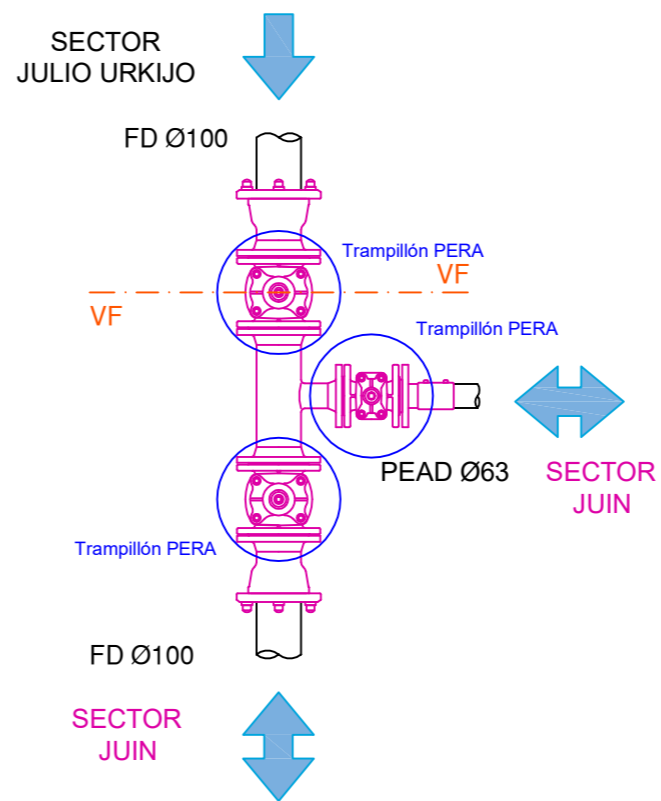 SECTOR
JULIO URKIJO
FD Ø100
Trampillón PERA
VF
VF
Trampillón PERA
PEAD Ø63
SECTOR
JUIN
Trampillón PERA
FD Ø100
SECTOR
JUIN